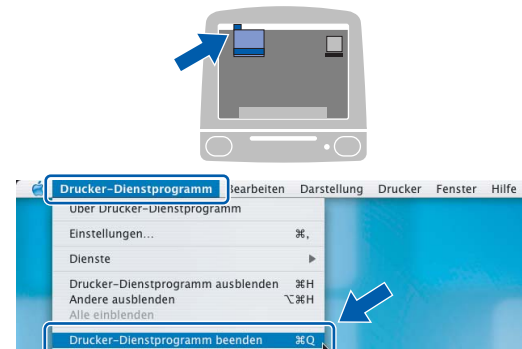 Drucker-Dienstprogramm Bearbeiten Darstellung Drucker Fenster Hilfe
Über Drucker-Dienstprogramm
Einstellungen... ⌘,
Dienste ▶
Drucker-Dienstprogramm ausblenden ⌘H
Andere ausblenden ⌥⌘H
Alle einblenden
Drucker-Dienstprogramm beenden ⌘Q